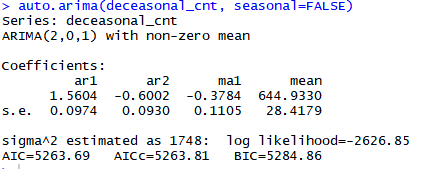 > auto.arima(deceasonal_cnt, seasonal=FALSE)
Series: deceasonal_cnt
ARIMA(2,0,1) with non-zero mean
Coefficients:
ar1 ar2 ma1 mean
1.5604 -0.6002 -0.3784 644.9330
s.e. 0.0974 0.0930 0.1105 28.4179
sigma^2 estimated as 1748: log likelihood=-2626.85
AIC=5263.69 AICc=5263.81 BIC=5284.86